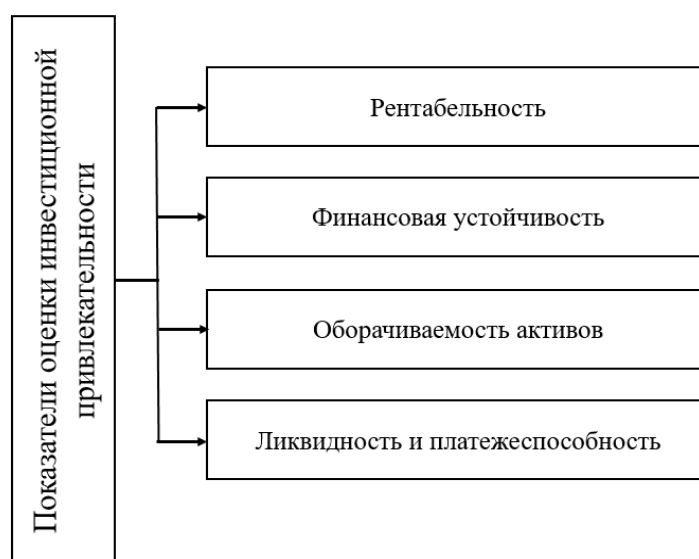 Показатели оценки инвестиционной
привлекательности
Рентабельность
Финансовая устойчивость
Оборачиваемость активов
Ликвидность и платежеспособность